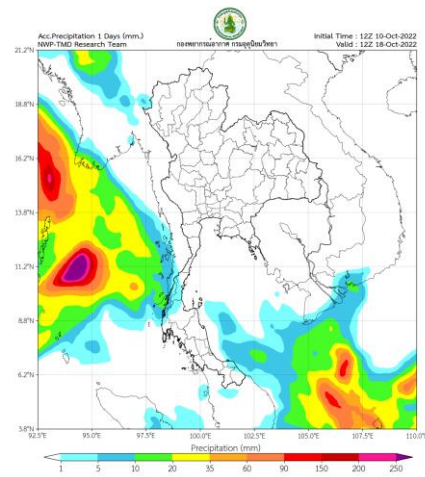 Acc.Precipitation 1 Days (mm.)
NWP-TMD Research Team
กองพยากรณ์อากาศ กรมอุตุนิยมวิทยา
Initial Time : 12Z 10-Oct-2022
Valid : 12Z 18-Oct-2022
21.2°N
18.8°N
16.2°N
13.8°N
11.2°N
8.8°N
6.2°N
3.8°N
92.5°E 95.0°E 97.5°E 100.0°E 102.5°E 105.0°E 107.5°E 110.0°E
Precipitation (mm)
1 5 10 20 35 60 90 150 200 250